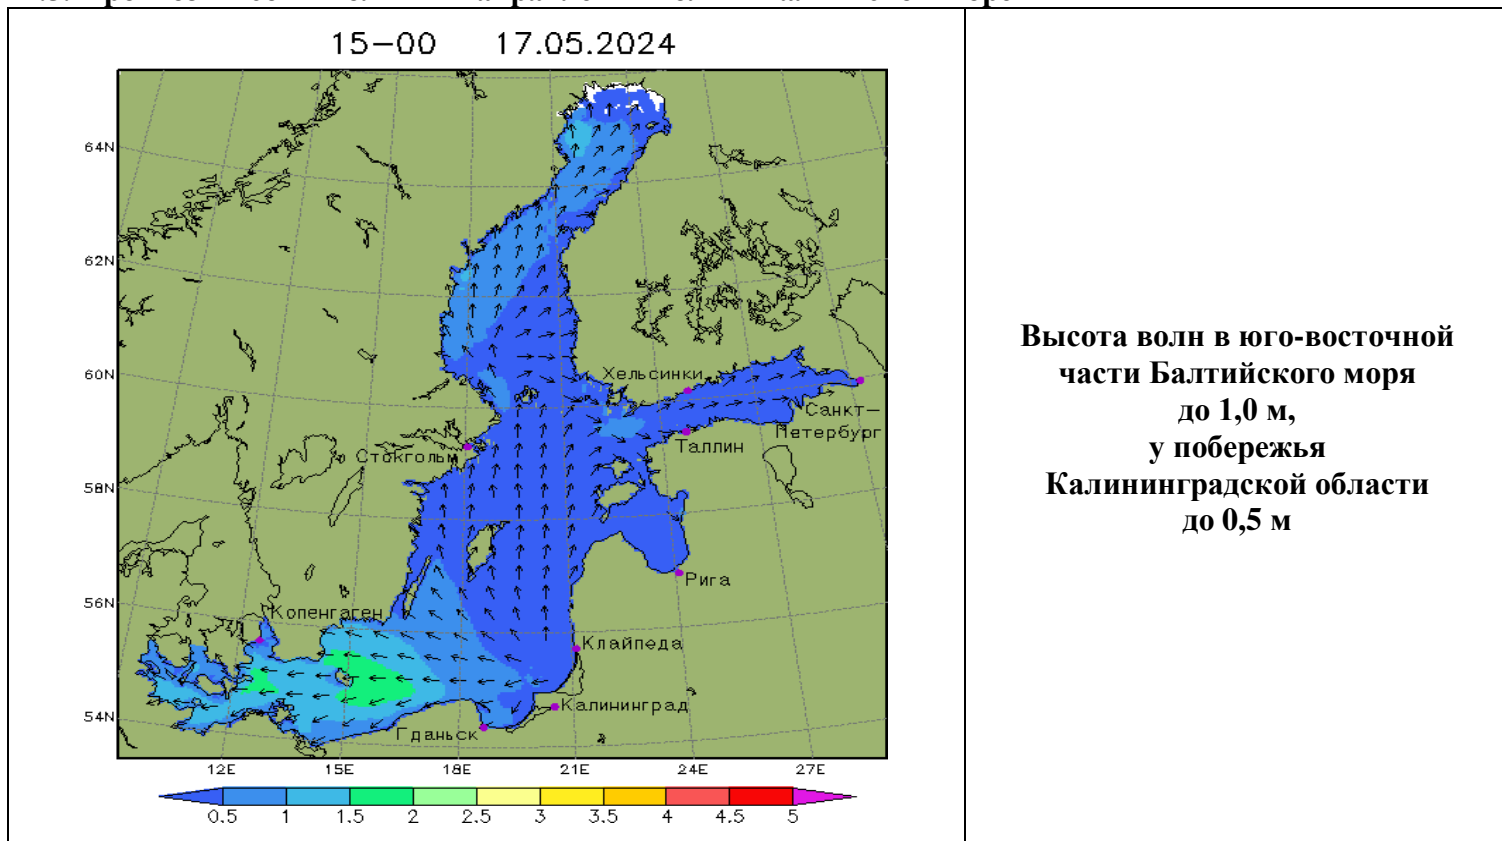 15-00 17.05.2024
64N
62N
60N
58N
56N
54N
Хельсинки
Санкт-
Петербург
Таллин
Стокгольм
Рига
Копенгаген
Клайпеда
Калининград
Гданьск
12E 15E 18E 21E 24E 27E
0.5 1 1.5 2 2.5 3 3.5 4 4.5 5
Высота волн в юго-восточной
части Балтийского моря
до 1,0 м,
у побережья
Калининградской области
до 0,5 м